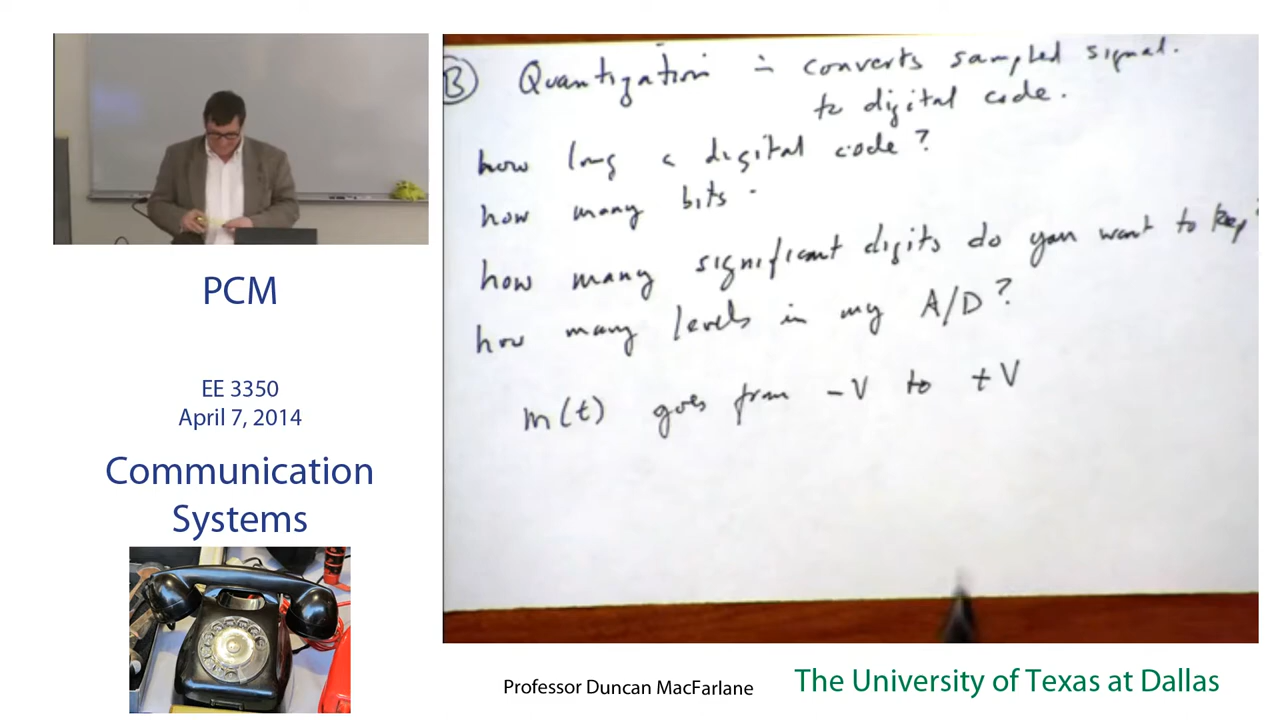 PCM
EE 3350
April 7, 2014
Communication
Systems
B Quantization - converts sampled signal.
to digital code.
how long a digital code?
how many bits -
how many significant digits do you want to keep?
how many levels in my A/D?
m(t) goes from -V to +V
Professor Duncan MacFarlane
The University of Texas at Dallas